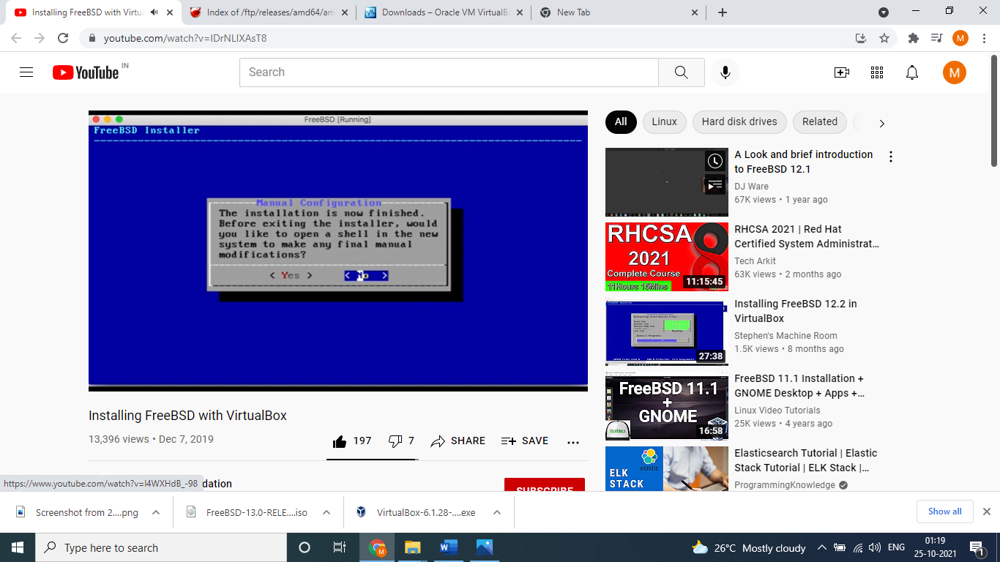 Installing FreeBSD with Virtua
Index of /ftp/releases/amd64/am
Downloads – Oracle VM VirtualBo
New Tab
youtube.com/watch?v=IDrNLIXAsT8
M
YouTube IN
Search
M
FreeBSD [Running]
FreeBSD Installer
Manual Configuration
The installation is now finished.
Before exiting the installer, would
you like to open a shell in the new
system to make any final manual
modifications?
< Yes > < No >
Installing FreeBSD with VirtualBox
13,396 views • Dec 7, 2019
197 7 SHARE SAVE ...
dation
SUBSCRIBE
https://www.youtube.com/watch?v=I4WXHdB_-98
All Linux Hard disk drives Related
A Look and brief introduction
to FreeBSD 12.1
DJ Ware
67K views • 1 year ago
RHCSA
2021
Complete Course
11Hours 15Mins
8
11:15:45
RHCSA 2021 | Red Hat
Certified System Administrat…
Tech Arkit
63K views • 2 months ago
27:38
Installing FreeBSD 12.2 in
VirtualBox
Stephen's Machine Room
1.5K views • 8 months ago
FreeBSD 11.1
+
GNOME
16:58
FreeBSD 11.1 Installation +
GNOME Desktop + Apps +…
Linux Video Tutorials
25K views • 4 years ago
ELK
STACK
elastic
Elasticsearch Tutorial | Elastic
Stack Tutorial | ELK Stack |…
ProgrammingKnowledge
Screenshot from 2....png
FreeBSD-13.0-RELE....iso
VirtualBox-6.1.28-....exe
Show all
Type here to search
M
26°C Mostly cloudy
ENG
01:19
25-10-2021
1